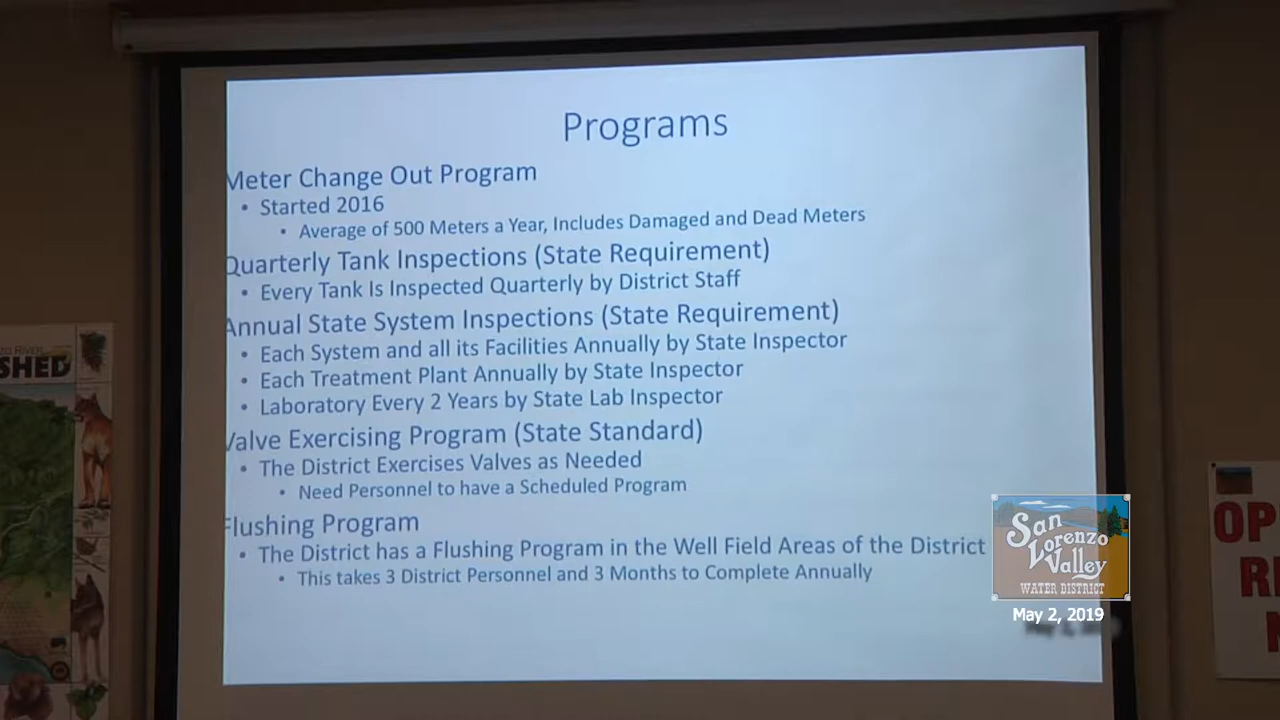 Programs
Meter Change Out Program
• Started 2016
• Average of 500 Meters a Year, Includes Damaged and Dead Meters
Quarterly Tank Inspections (State Requirement)
• Every Tank Is Inspected Quarterly by District Staff
Annual State System Inspections (State Requirement)
• Each System and all its Facilities Annually by State Inspector
• Each Treatment Plant Annually by State Inspector
• Laboratory Every 2 Years by State Lab Inspector
Valve Exercising Program (State Standard)
• The District Exercises Valves as Needed
• Need Personnel to have a Scheduled Program
Flushing Program
• The District has a Flushing Program in the Well Field Areas of the District
• This takes 3 District Personnel and 3 Months to Complete Annually
San
Lorenzo
Valley
WATER DISTRICT
May 2, 2019
RIVER
SHED
OP